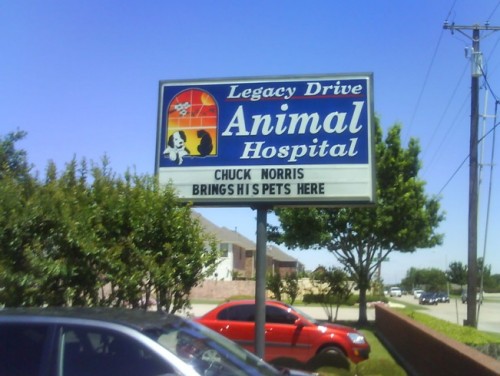 Legacy Drive
Animal
Hospital
CHUCK NORRIS
BRINGS HIS PETS HERE